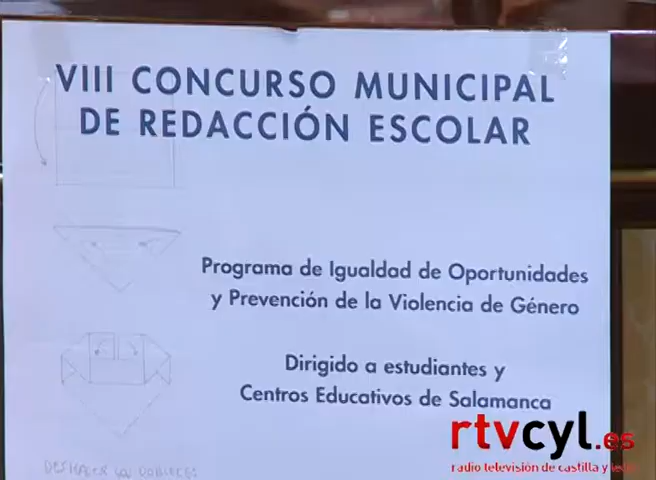 VIII CONCURSO MUNICIPAL
DE REDACCIÓN ESCOLAR
Programa de Igualdad de Oportunidades
y Prevención de la Violencia de Género
Dirigido a estudiantes y
Centros Educativos de Salamanca
rtvcyl.es
radio televisión de castilla y león